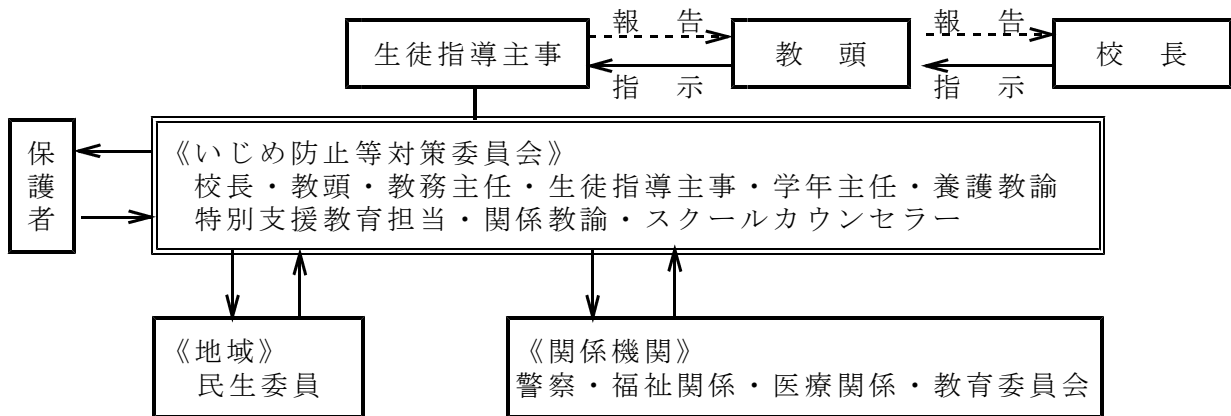 報告
報告
生徒指導主事
教頭
校長
指示
指示
保護者
《いじめ防止等対策委員会》
校長・教頭・教務主任・生徒指導主事・学年主任・養護教諭
特別支援教育担当・関係教諭・スクールカウンセラー
《地域》
民生委員
《関係機関》
警察・福祉関係・医療関係・教育委員会